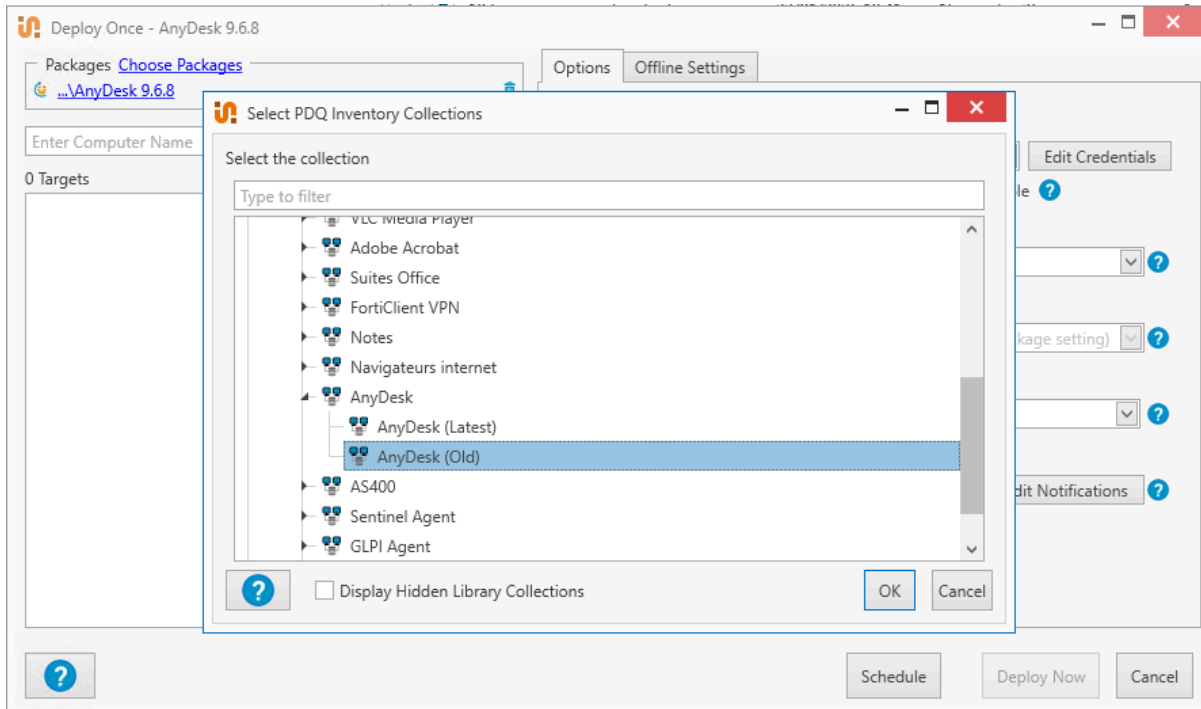 Deploy Once - AnyDesk 9.6.8
Packages Choose Packages
...\AnyDesk 9.6.8
Options Offline Settings
Enter Computer Name
0 Targets
Edit Credentials
Select PDQ Inventory Collections
Select the collection
Type to filter
VLC Media Player
Adobe Acrobat
Suites Office
FortiClient VPN
Notes
kage setting)
Navigateurs internet
AnyDesk
AnyDesk (Latest)
AnyDesk (Old)
AS400
dit Notifications
Sentinel Agent
GLPI Agent
Display Hidden Library Collections
OK Cancel
Schedule Deploy Now Cancel